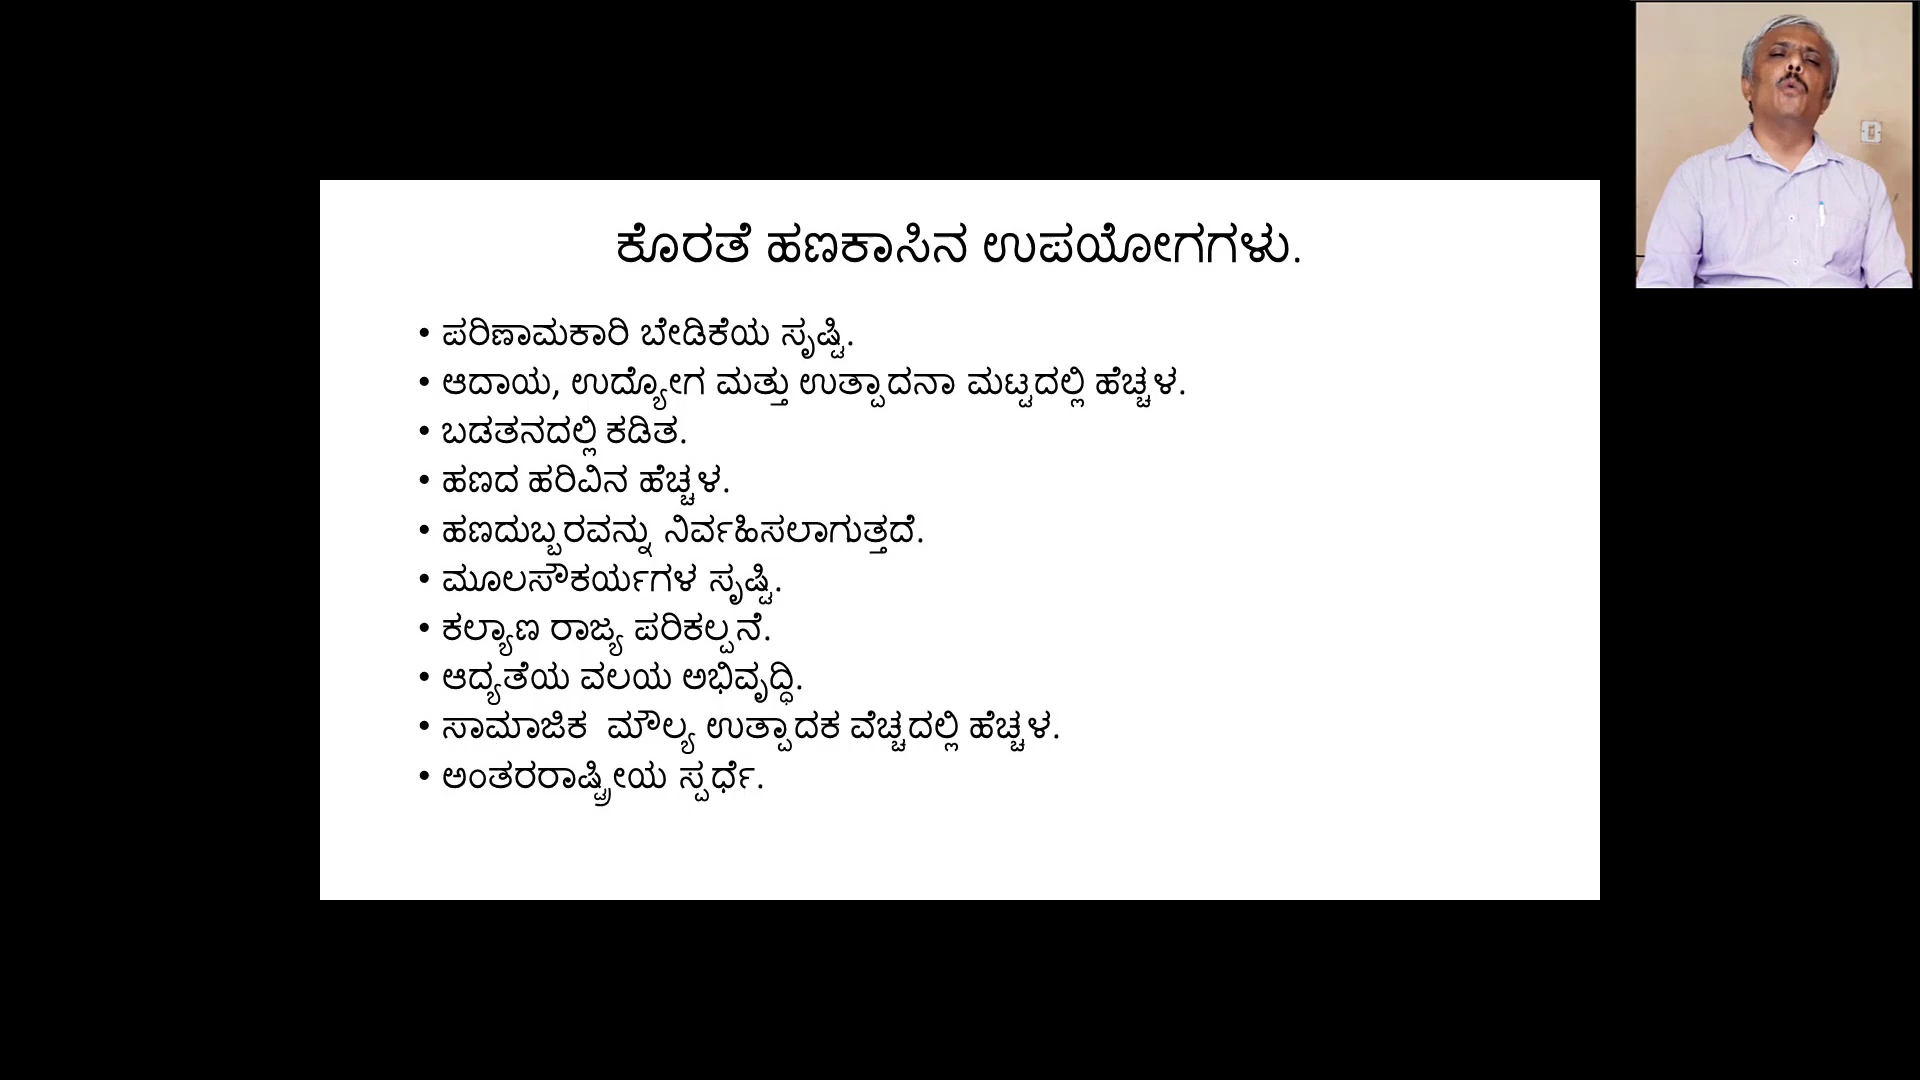 ಕೊರತೆ ಹಣಕಾಸಿನ ಉಪಯೋಗಗಳು.
• ಪರಿಣಾಮಕಾರಿ ಬೇಡಿಕೆಯ ಸೃಷ್ಟಿ.
• ಆದಾಯ, ಉದ್ಯೋಗ ಮತ್ತು ಉತ್ಪಾದನಾ ಮಟ್ಟದಲ್ಲಿ ಹೆಚ್ಚಳ.
• ಬಡತನದಲ್ಲಿ ಕಡಿತ.
• ಹಣದ ಹರಿವಿನ ಹೆಚ್ಚಳ.
• ಹಣದುಬ್ಬರವನ್ನು ನಿರ್ವಹಿಸಲಾಗುತ್ತದೆ.
• ಮೂಲಸೌಕರ್ಯಗಳ ಸೃಷ್ಟಿ.
• ಕಲ್ಯಾಣ ರಾಜ್ಯ ಪರಿಕಲ್ಪನೆ.
• ಆದ್ಯತೆಯ ವಲಯ ಅಭಿವೃದ್ಧಿ.
• ಸಾಮಾಜಿಕ  ಮೌಲ್ಯ ಉತ್ಪಾದಕ ವೆಚ್ಚದಲ್ಲಿ ಹೆಚ್ಚಳ.
• ಅಂತರರಾಷ್ಟ್ರೀಯ ಸ್ಪರ್ಧೆ.